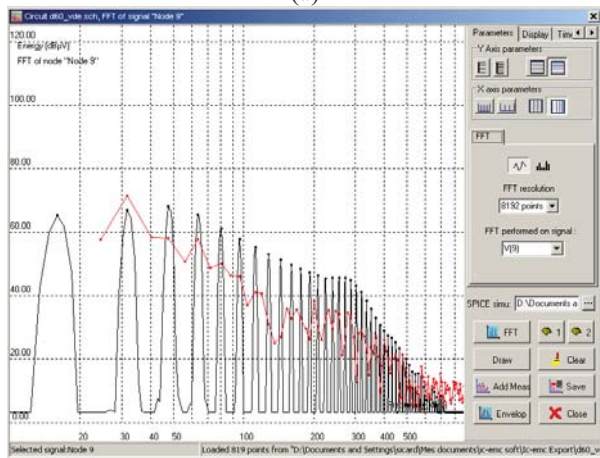 Circuit d60_vde.sch, FFT of signal "Node 9"
120.00
Energy (dBµV)
FFT of node "Node 9"
100.00
80.00
60.00
40.00
20.00
0.00
20 30 40 50 100 200 300 400 500
Parameters Display
Y Axis parameters
X axis parameters
FFT
FFT resolution
8192 points
FFT performed on signal :
V(9)
SPICE simu: D:\Documents a ...
FFT 1 2
Draw Clear
Add Meas Save
Envelop Close
Selected signal:Node 9 Loaded 819 points from "D:\Documents and Settings\sicard\Mes documents\ic-emc soft\Ic-emc Export\d60_v